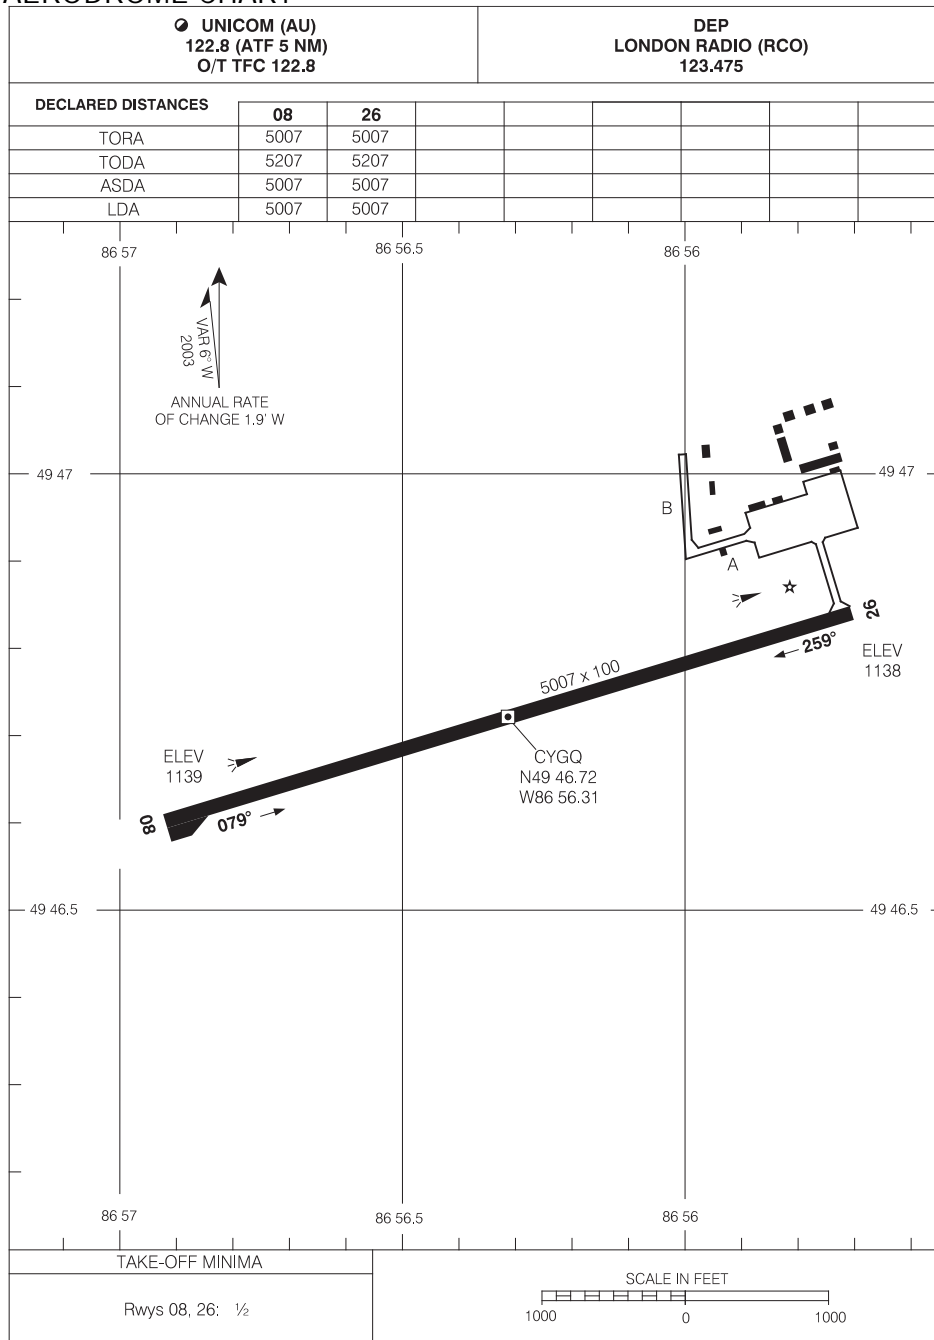 AERODROME CHART
UNICOM (AU)
122.8 (ATF 5 NM)
O/T TFC 122.8
DEP
LONDON RADIO (RCO)
123.475
DECLARED DISTANCES
08 26
TORA 5007 5007
TODA 5207 5207
ASDA 5007 5007
LDA 5007 5007
86 57 86 56.5 86 56
VAR 6° W
2003
ANNUAL RATE
OF CHANGE 1.9' W
49 47 49 47
B
A
26
259°
ELEV
1138
5007 x 100
CYGQ
N49 46.72
W86 56.31
ELEV
1139
08
079°
49 46.5 49 46.5
86 57 86 56.5 86 56
TAKE-OFF MINIMA
Rwys 08, 26: ½
SCALE IN FEET
1000 0 1000